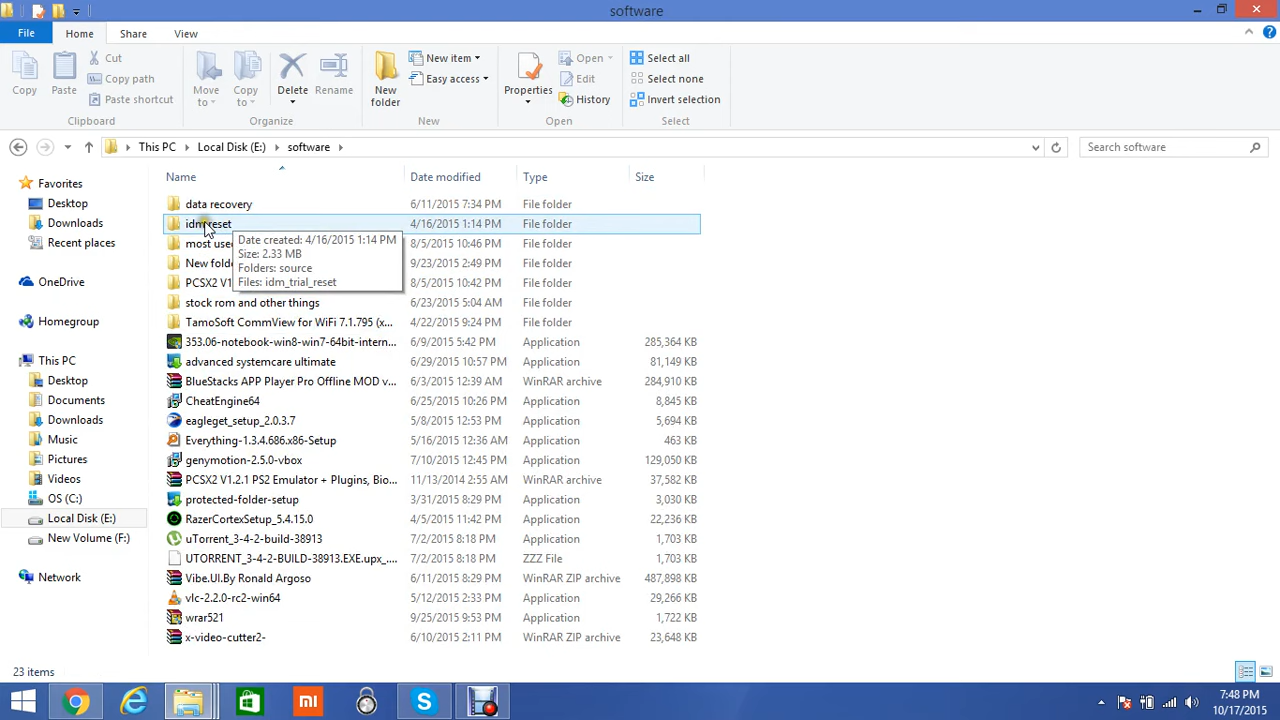 software
File
Home
Share
View
Copy
Paste
Cut
Copy path
Paste shortcut
Clipboard
Move to
Copy to
Delete
Rename
Organize
New folder
New item
Easy access
New
Properties
Open
Edit
History
Open
Select all
Select none
Invert selection
Select
This PC
Local Disk (E:)
software
Search software
Name
Date modified
Type
Size
Favorites
Desktop
Downloads
Recent places
OneDrive
Homegroup
This PC
Desktop
Documents
Downloads
Music
Pictures
Videos
OS (C:)
Local Disk (E:)
New Volume (F:)
Network
data recovery 6/11/2015 7:34 PM File folder
idm reset 4/16/2015 1:14 PM File folder
most 8/5/2015 10:46 PM File folder
New 9/23/2015 2:49 PM File folder
PCSX2 8/5/2015 10:42 PM File folder
stock rom and other things 6/23/2015 5:04 AM File folder
TamoSoft CommView for WiFi 7.1.795 (x... 4/22/2015 9:24 PM File folder
353.06-notebook-win8-win7-64bit-intern... 6/9/2015 5:42 PM Application 285,364 KB
advanced systemcare ultimate 6/29/2015 10:57 PM Application 81,149 KB
BlueStacks APP Player Pro Offline MOD v... 6/3/2015 12:39 AM WinRAR archive 284,910 KB
CheatEngine64 6/25/2015 10:26 PM Application 8,845 KB
eagleget_setup_2.0.3.7 5/8/2015 12:53 PM Application 5,694 KB
Everything-1.3.4.686.x86-Setup 5/16/2015 12:36 AM Application 463 KB
genymotion-2.5.0-vbox 7/10/2015 12:45 PM Application 129,050 KB
PCSX2 V1.2.1 PS2 Emulator + Plugins, Bio... 11/13/2014 2:55 AM WinRAR archive 37,582 KB
protected-folder-setup 3/31/2015 8:29 PM Application 3,030 KB
RazerCortexSetup_5.4.15.0 4/5/2015 11:42 PM Application 22,236 KB
uTorrent_3-4-2-build-38913 7/2/2015 8:18 PM Application 1,703 KB
UTORRENT_3-4-2-BUILD-38913.EXE.upx_.... 7/2/2015 8:18 PM ZZZ File 1,703 KB
Vibe.UI.By Ronald Argoso 6/11/2015 8:29 PM WinRAR ZIP archive 487,898 KB
vlc-2.2.0-rc2-win64 5/12/2015 2:33 PM Application 29,266 KB
wrar521 9/25/2015 9:53 PM Application 1,722 KB
x-video-cutter2- 6/10/2015 2:11 PM WinRAR ZIP archive 23,648 KB
Date created: 4/16/2015 1:14 PM
Size: 2.33 MB
Folders: source
Files: idm_trial_reset
23 items
7:48 PM
10/17/2015